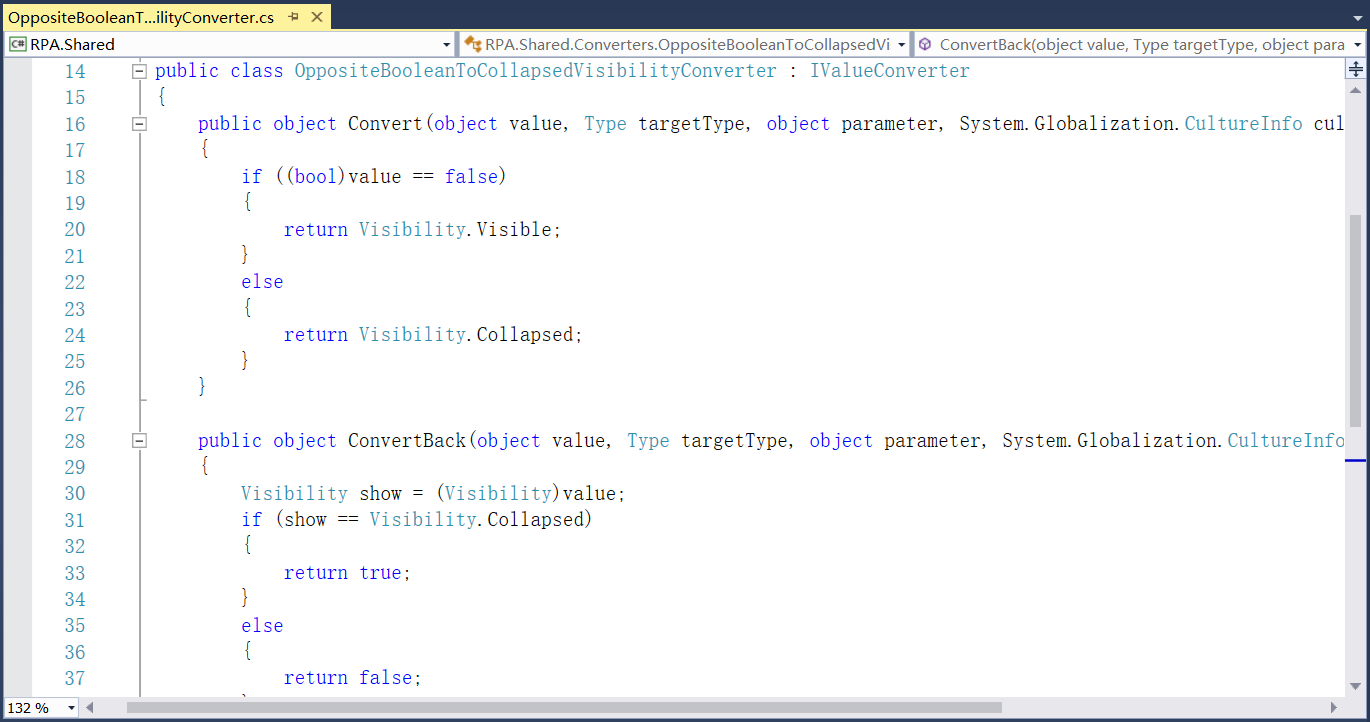 OppositeBooleanT...ilityConverter.cs
C# RPA.Shared RPA.Shared.Converters.OppositeBooleanToCollapsedVi ConvertBack(object value, Type targetType, object para
14 public class OppositeBooleanToCollapsedVisibilityConverter : IValueConverter
15 {
16 public object Convert(object value, Type targetType, object parameter, System.Globalization.CultureInfo cul
17 {
18 if ((bool)value == false)
19 {
20 return Visibility.Visible;
21 }
22 else
23 {
24 return Visibility.Collapsed;
25 }
26 }
27
28 public object ConvertBack(object value, Type targetType, object parameter, System.Globalization.CultureInfo
29 {
30 Visibility show = (Visibility)value;
31 if (show == Visibility.Collapsed)
32 {
33 return true;
34 }
35 else
36 {
37 return false;
132 %